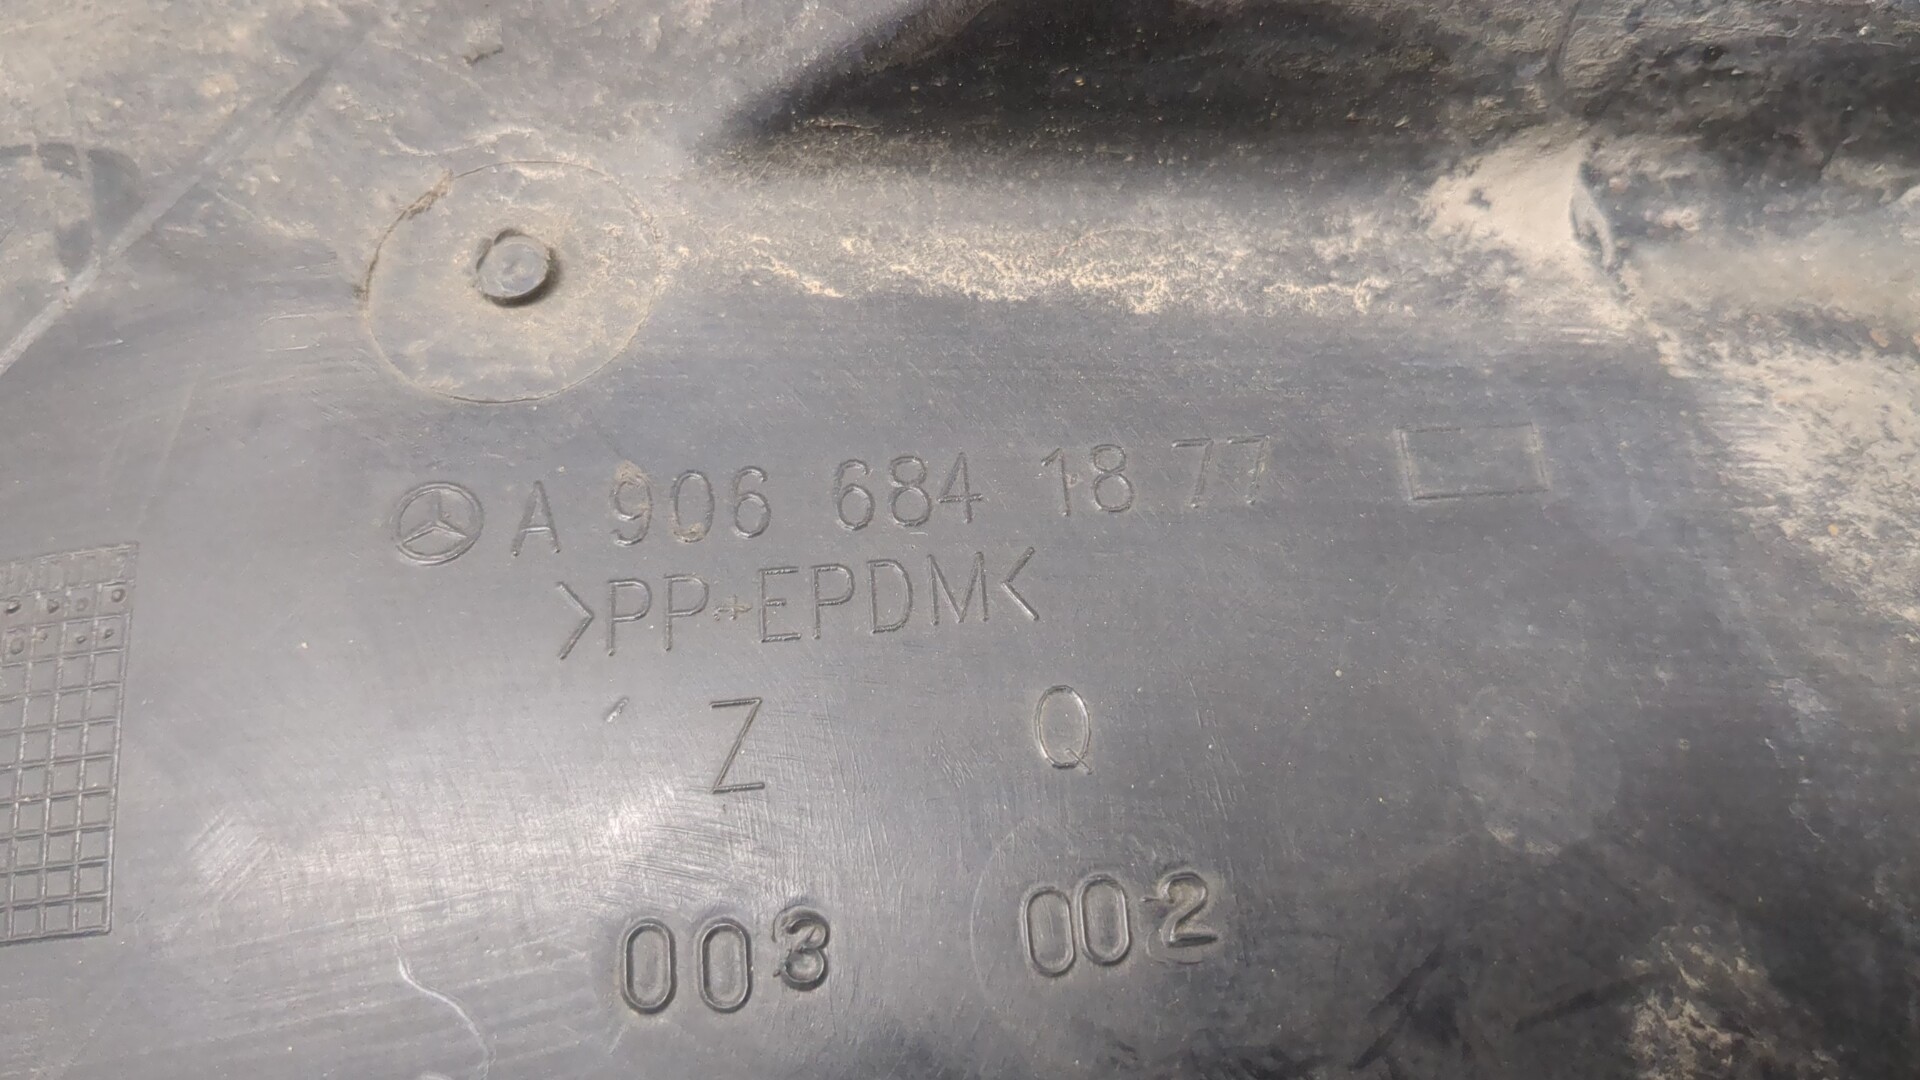 A 906 684 18 77
>PP+EPDM<
Z Q
003 002